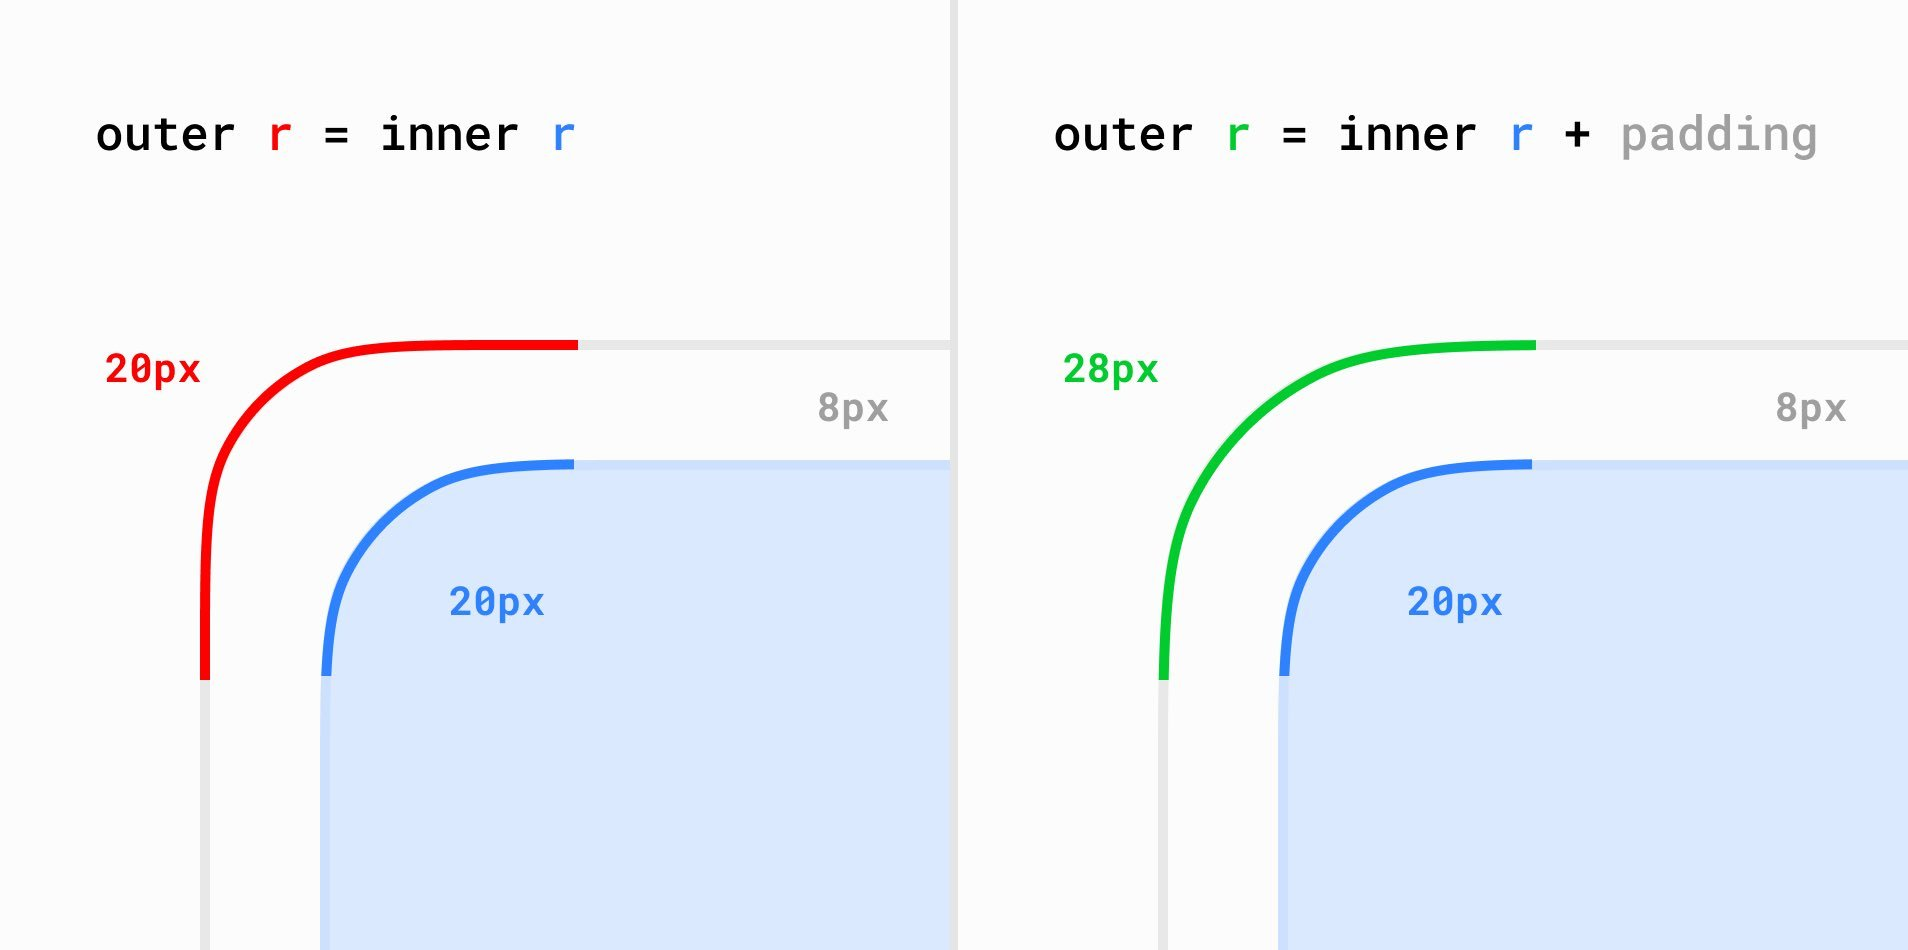 outer r = inner r
20px
8px
20px
outer r = inner r + padding
28px
8px
20px